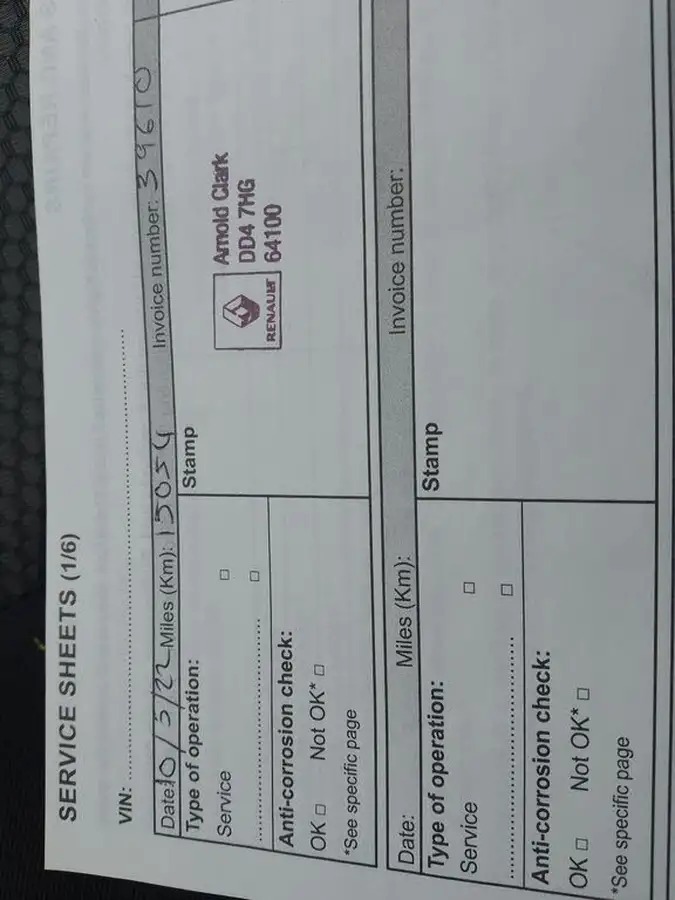 SERVICE SHEETS (1/6)
VIN: ........................................................................
Date: 10/3/22 Miles (Km): 15054 Invoice number: 39610
Type of operation:
Service □
............................................ □
Anti-corrosion check:
OK □ Not OK* □
*See specific page
Stamp
RENAULT
Arnold Clark
DD4 7HG
64100
Date: Miles (Km): Invoice number:
Type of operation:
Service □
............................................ □
Anti-corrosion check:
OK □ Not OK* □
*See specific page
Stamp